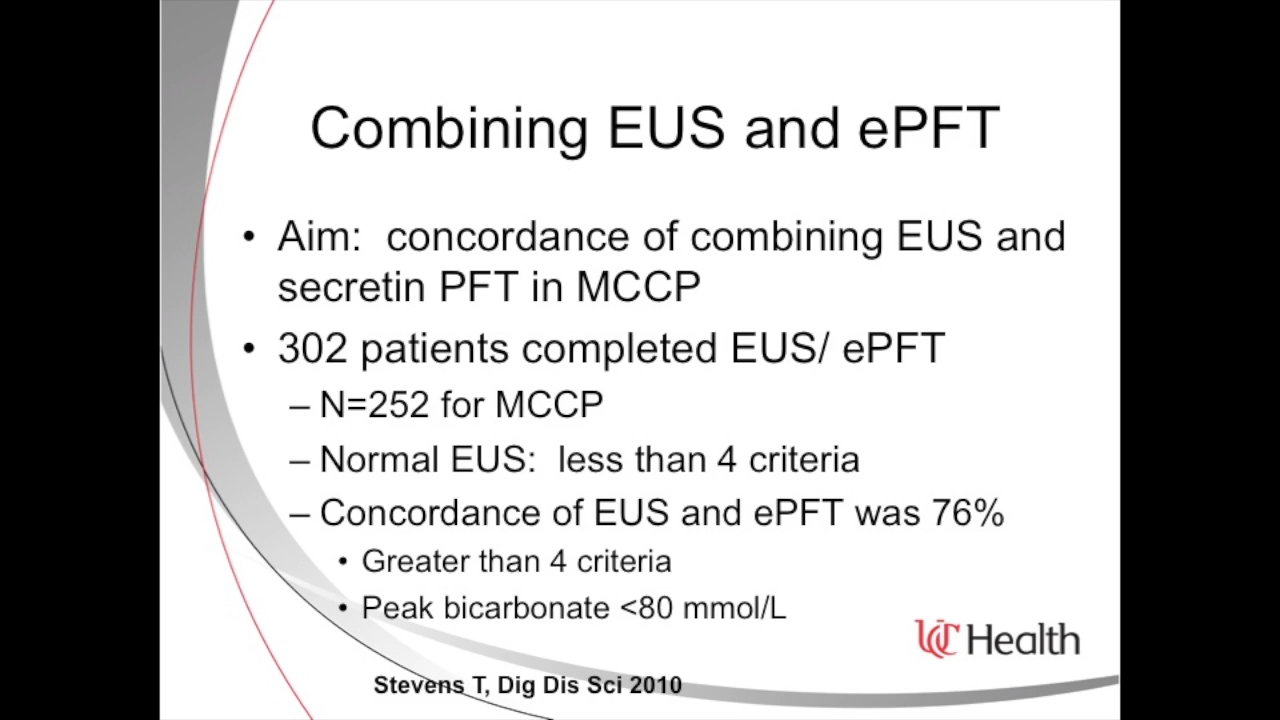 Combining EUS and ePFT
• Aim:  concordance of combining EUS and
secretin PFT in MCCP
• 302 patients completed EUS/ ePFT
– N=252 for MCCP
– Normal EUS:  less than 4 criteria
– Concordance of EUS and ePFT was 76%
• Greater than 4 criteria
• Peak bicarbonate <80 mmol/L
UC Health
Stevens T, Dig Dis Sci 2010